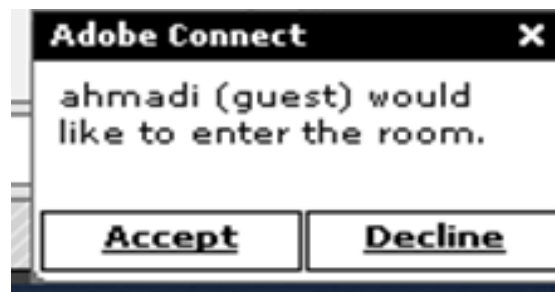 Adobe Connect
ahmadi (guest) would
like to enter the room.
Accept Decline